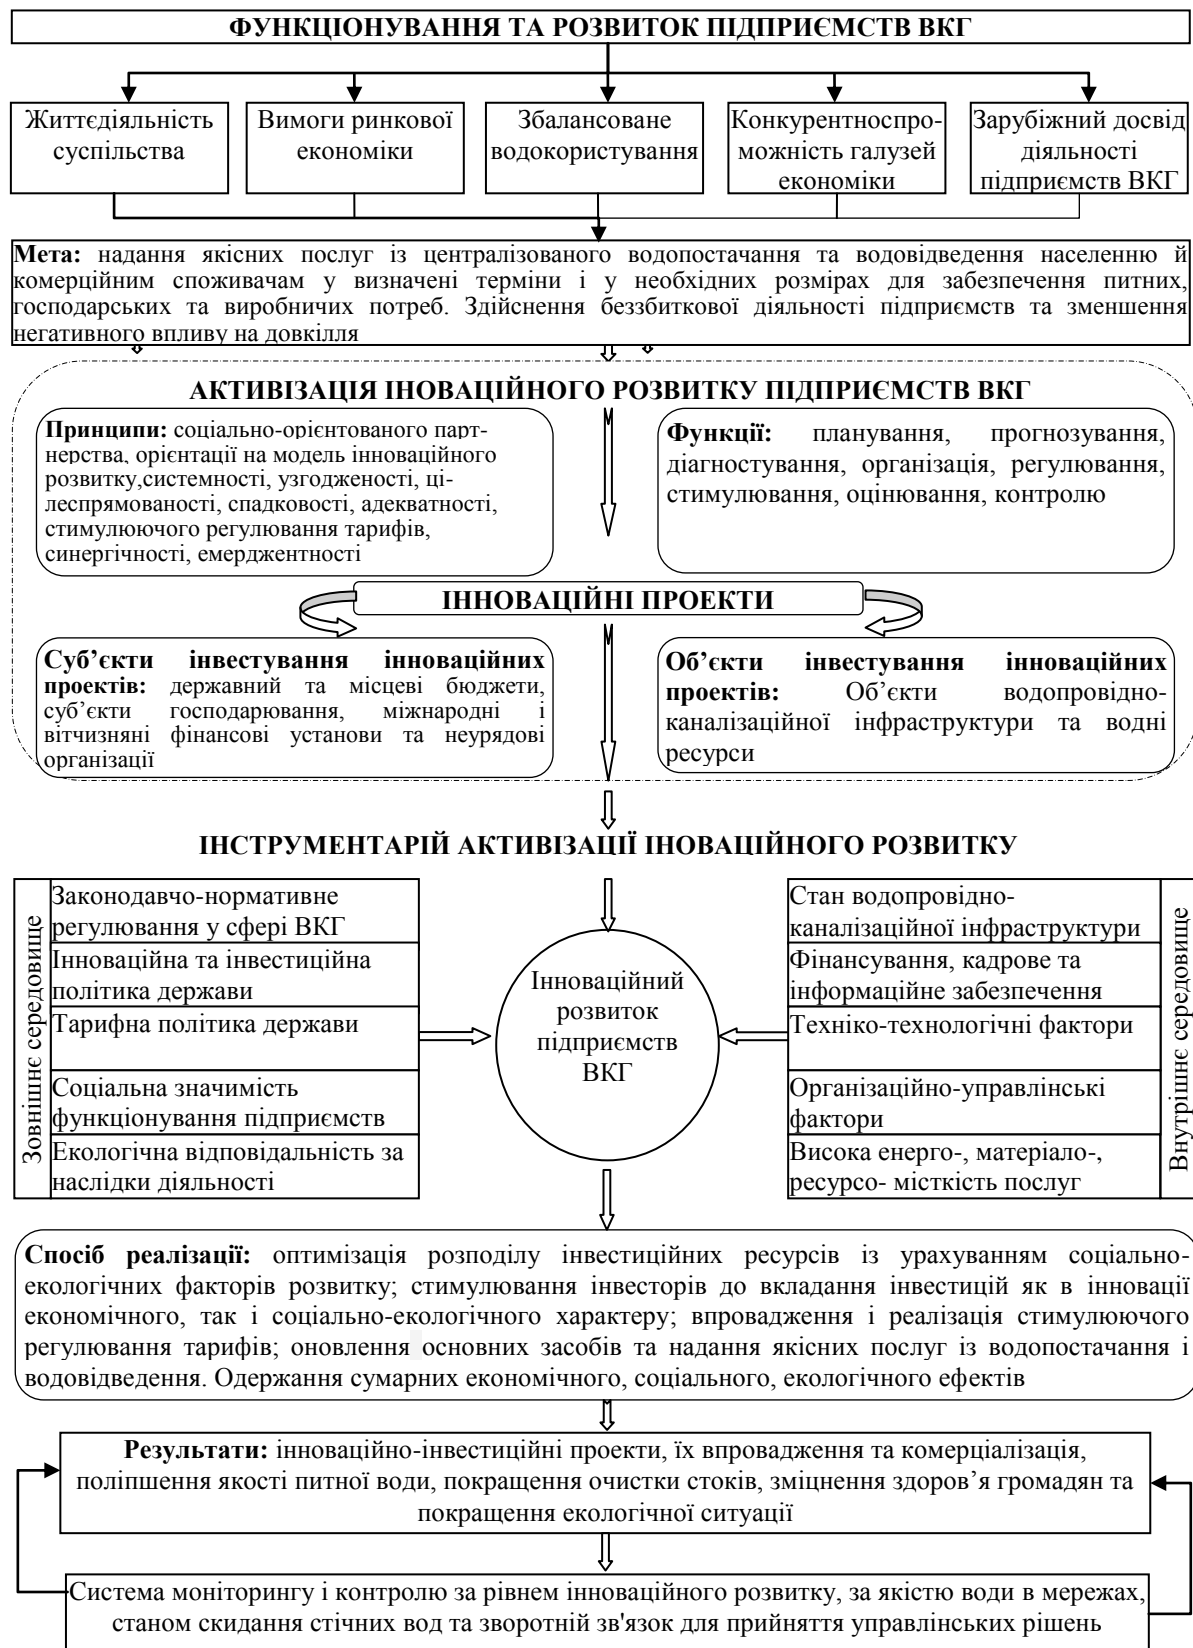 ФУНКЦІОНУВАННЯ ТА РОЗВИТОК ПІДПРИЄМСТВ ВКГ
Життєдіяльність
суспільства
Вимоги ринкової
економіки
Збалансоване
водокористування
Конкурентноспро-
можність галузей
економіки
Зарубіжний досвід
діяльності
підприємств ВКГ
Мета: надання якісних послуг із централізованого водопостачання та водовідведення населенню й
комерційним споживачам у визначені терміни і у необхідних розмірах для забезпечення питних,
господарських та виробничих потреб. Здійснення беззбиткової діяльності підприємств та зменшення
негативного впливу на довкілля
АКТИВІЗАЦІЯ ІНОВАЦІЙНОГО РОЗВИТКУ ПІДПРИЄМСТВ ВКГ
Принципи: соціально-орієнтованого парт-
нерства, орієнтації на модель інноваційного
розвитку,системності, узгодженості, ці-
леспрямованості, спадковості, адекватності,
стимулюючого регулювання тарифів,
синергічності, емерджентності
Функції: планування, прогнозування,
діагностування, організація, регулювання,
стимулювання, оцінювання, контролю
ІННОВАЦІЙНІ ПРОЕКТИ
Суб’єкти інвестування інноваційних
проектів: державний та місцеві бюджети,
суб’єкти господарювання, міжнародні і
вітчизняні фінансові установи та неурядові
організації
Об’єкти інвестування інноваційних
проектів: Об’єкти водопровідно-
каналізаційної інфраструктури та водні
ресурси
ІНСТРУМЕНТАРІЙ АКТИВИЗАЦІЇ ІНОВАЦІЙНОГО РОЗВИТКУ
Зовнішнє середовище
Законодавчо-нормативне
регулювання у сфері ВКГ
Інноваційна та інвестиційна
політика держави
Тарифна політика держави
Соціальна значимість
функціонування підприємств
Екологічна відповідальність за
наслідки діяльності
Інноваційний
розвиток
підприємств
ВКГ
Стан водопровідно-
каналізаційної інфраструктури
Фінансування, кадрове та
інформаційне забезпечення
Техніко-технологічні фактори
Організаційно-управлінські
фактори
Висока енерго-, матеріало-,
ресурсо- місткість послуг
Внутрішнє середовище
Спосіб реалізації: оптимізація розподілу інвестиційних ресурсів із урахуванням соціально-
екологічних факторів розвитку; стимулювання інвесторів до вкладання інвестицій як в інновації
економічного, так і соціально-екологічного характеру; впровадження і реалізація стимулюючого
регулювання тарифів; оновлення основних засобів та надання якісних послуг із водопостачання і
водовідведення. Одержання сумарних економічного, соціального, екологічного ефектів
Результати: інноваційно-інвестиційні проекти, їх впровадження та комерціалізація,
поліпшення якості питної води, покращення очистки стоків, зміцнення здоров’я громадян та
покращення екологічної ситуації
Система моніторингу і контролю за рівнем інноваційного розвитку, за якістю води в мережах,
станом скидання стічних вод та зворотній зв'язок для прийняття управлінських рішень